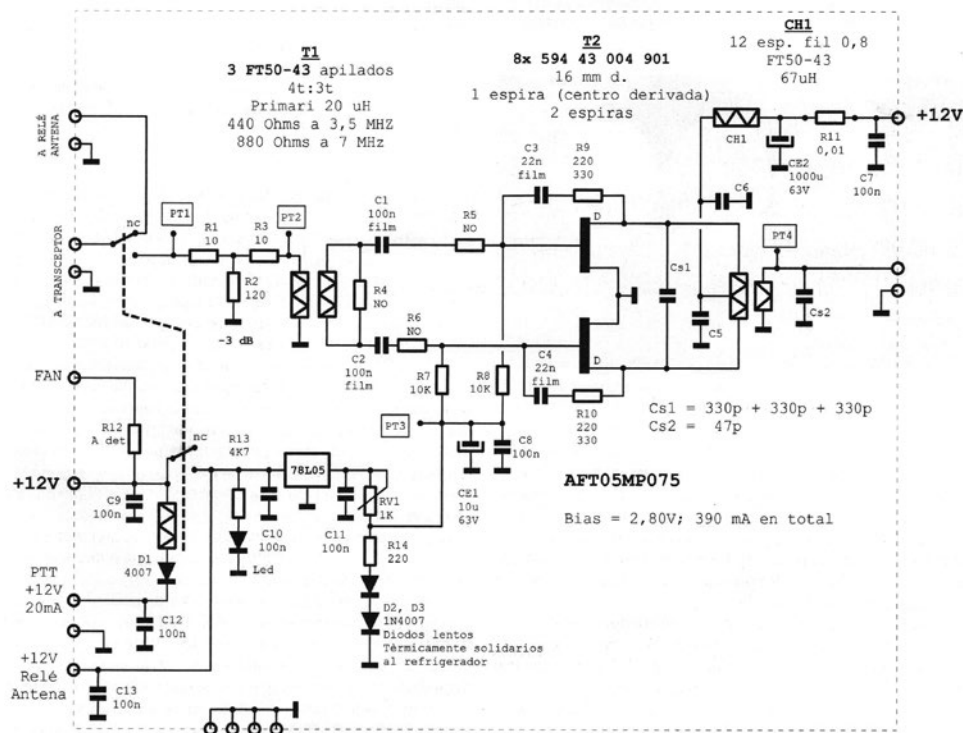 T1
3 FT50-43 apilados
4t:3t
Primari 20 uH
440 Ohms a 3,5 MHZ
880 Ohms a 7 MHz
T2
8x 594 43 004 901
16 mm d.
1 espira (centro derivada)
2 espiras
CH1
12 esp. fil 0,8
FT50-43
67uH
+12V
CH1
R11
0,01
CE2
1000u
63V
C7
100n
C6
A RELÉ
ANTENA
nc
PT1
R1
10
R3
10
PT2
R2
120
-3 dB
A TRANSCEPTOR
C1
100n
film
R5
NO
R4
NO
R6
NO
C2
100n
film
C3
22n
film
R9
220
330
D
D
Cs1
C5
PT4
Cs2
C4
22n
film
R10
220
330
R7
10K
R8
10K
PT3
C8
100n
CE1
10u
63V
Cs1 = 330p + 330p + 330p
Cs2 = 47p
AFT05MP075
Bias = 2,80V; 390 mA en total
FAN
R12
A det
nc
+12V
C9
100n
R13
4K7
78L05
C10
100n
C11
100n
RV1
1K
R14
220
Led
D1
4007
PTT
+12V
20mA
C12
100n
D2, D3
1N4007
Diodos lentos
Tèrmicamente solidarios
al refrigerador
+12V
Relé
Antena
C13
100n